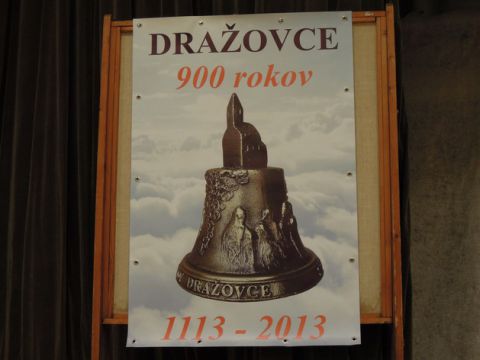 DRAŽOVCE
900 rokov
DRAŽOVCE
1113 - 2013